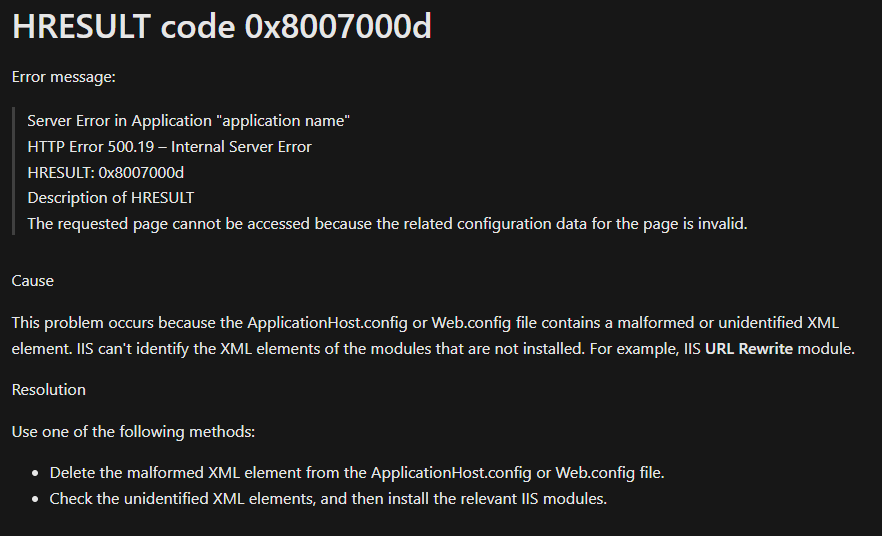 HRESULT code 0x8007000d
Error message:
Server Error in Application "application name"
HTTP Error 500.19 – Internal Server Error
HRESULT: 0x8007000d
Description of HRESULT
The requested page cannot be accessed because the related configuration data for the page is invalid.
Cause
This problem occurs because the ApplicationHost.config or Web.config file contains a malformed or unidentified XML
element. IIS can't identify the XML elements of the modules that are not installed. For example, IIS URL Rewrite module.
Resolution
Use one of the following methods:
• Delete the malformed XML element from the ApplicationHost.config or Web.config file.
• Check the unidentified XML elements, and then install the relevant IIS modules.